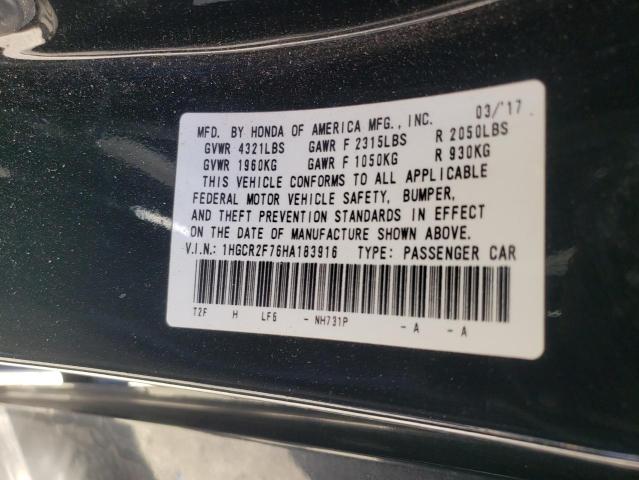 MFD. BY HONDA OF AMERICA MFG., INC. 03/'17
GVWR 4321LBS GAWR F 2315LBS R 2050LBS
GVWR 1960KG GAWR F 1050KG R 930KG
THIS VEHICLE CONFORMS TO ALL APPLICABLE
FEDERAL MOTOR VEHICLE SAFETY, BUMPER,
AND THEFT PREVENTION STANDARDS IN EFFECT
ON THE DATE OF MANUFACTURE SHOWN ABOVE.
V.I.N.: 1HGCR2F76HA183916 TYPE: PASSENGER CAR
T2F H LF6 - NH731P - A - A